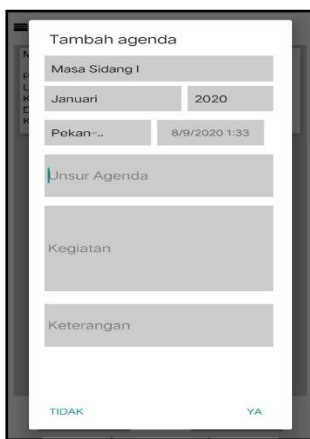 Tambah agenda
Masa Sidang I
Januari 2020
Pekan-.. 8/9/2020 1:33
Unsur Agenda
Kegiatan
Keterangan
TIDAK YA